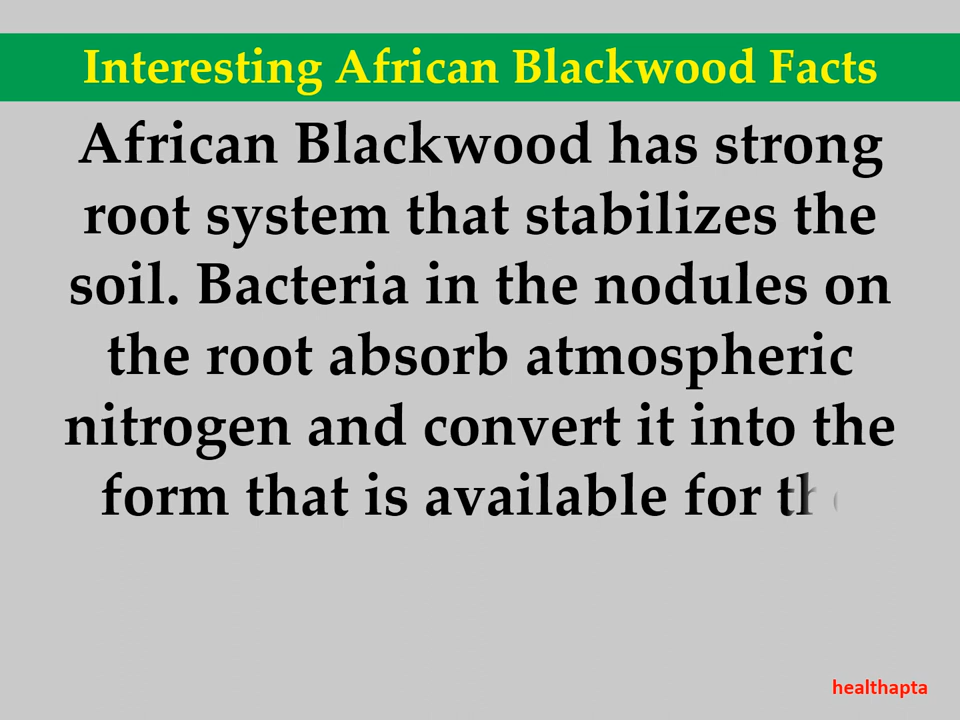 Interesting African Blackwood Facts
African Blackwood has strong
root system that stabilizes the
soil. Bacteria in the nodules on
the root absorb atmospheric
nitrogen and convert it into the
form that is available for
healthapta